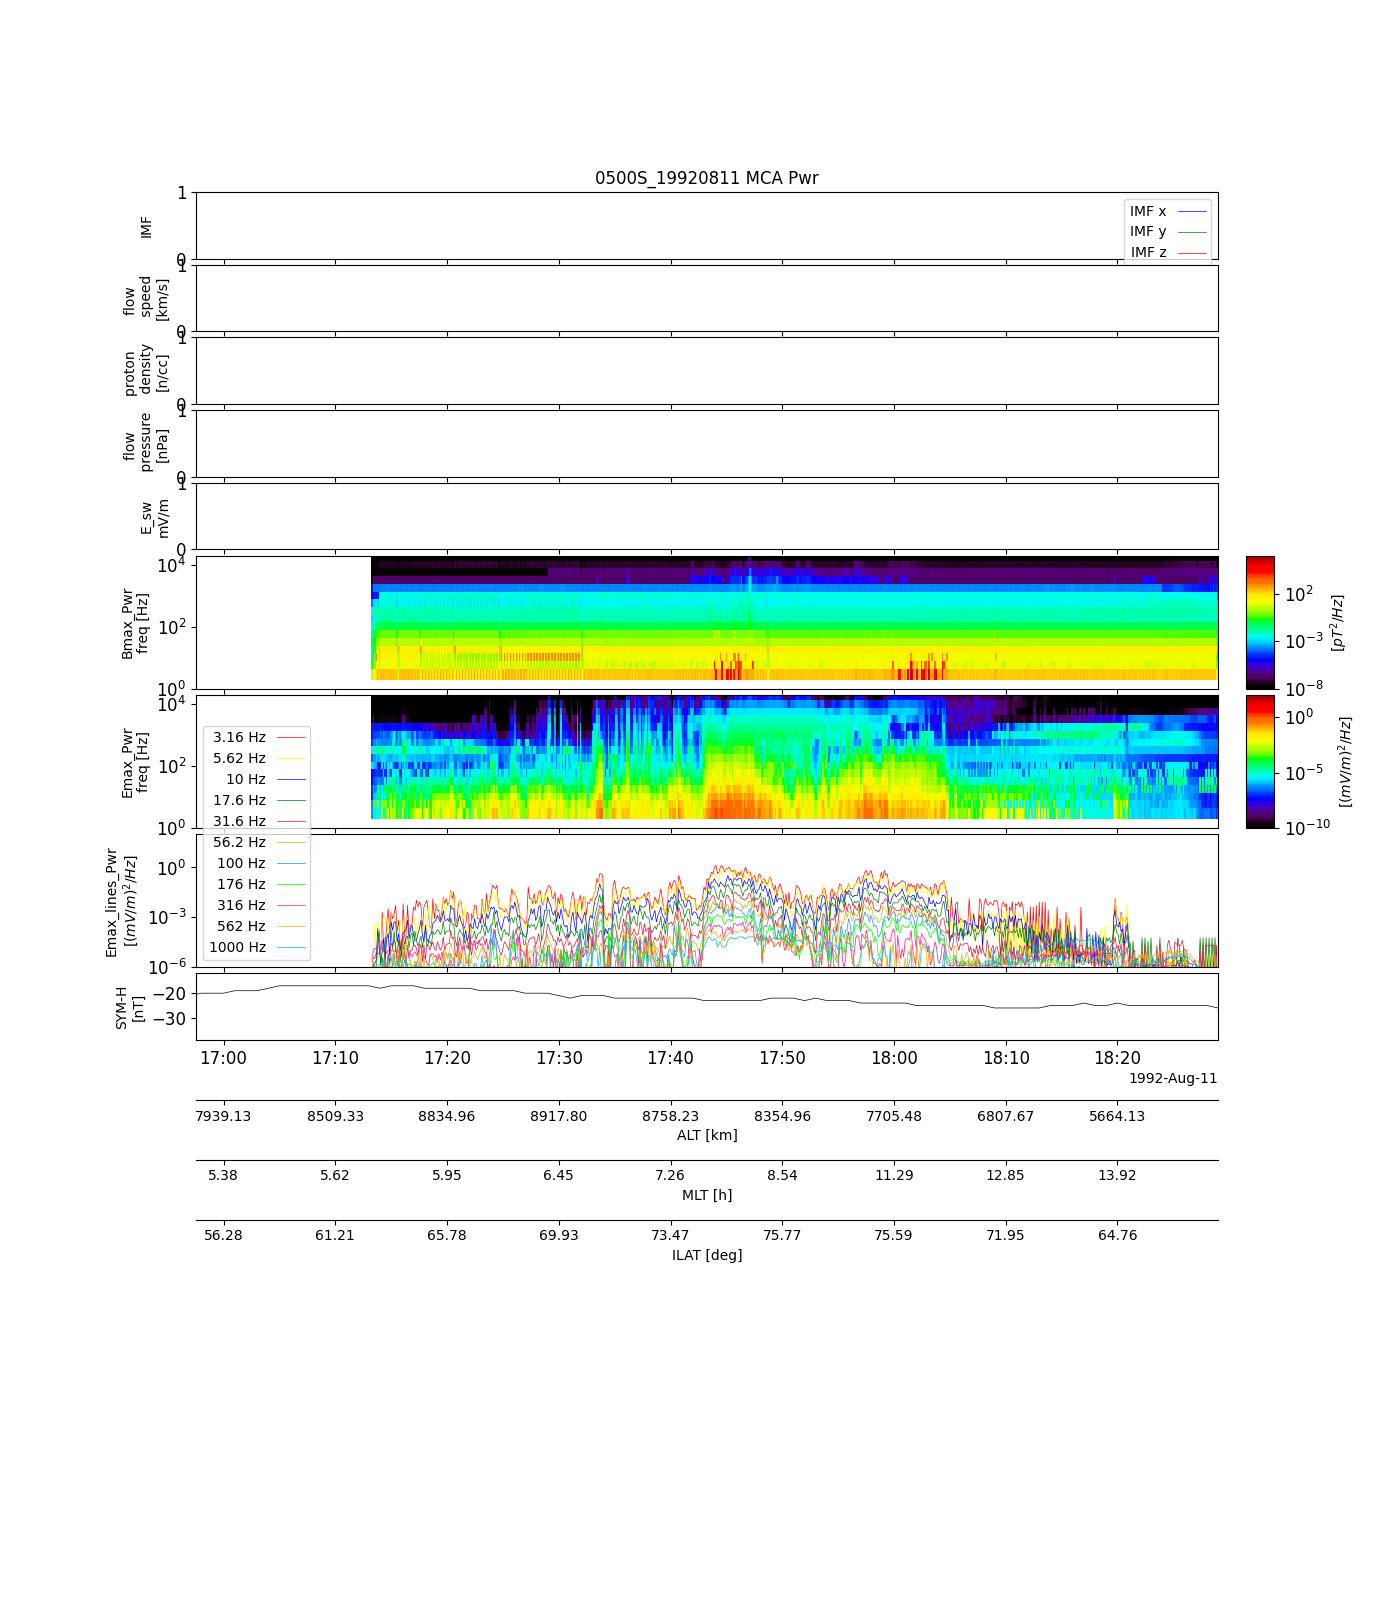 0500S_19920811 MCA Pwr
1
IMF
0
IMF x
IMF y
IMF z
1
flow
speed
[km/s]
0
1
proton
density
[n/cc]
0
1
flow
pressure
[nPa]
0
1
E_sw
mV/m
0
10^4
10^2
10^0
Bmax_Pwr
freq [Hz]
10^2
10^−3
10^−8
[pT^2/Hz]
10^4
10^2
10^0
Emax_Pwr
freq [Hz]
10^0
10^−5
10^−10
[(mV/m)^2/Hz]
3.16 Hz
5.62 Hz
10 Hz
17.6 Hz
31.6 Hz
56.2 Hz
100 Hz
176 Hz
316 Hz
562 Hz
1000 Hz
10^0
10^−3
10^−6
Emax_lines_Pwr
[(mV/m)^2/Hz]
−20
−30
SYM-H
[nT]
17:00 17:10 17:20 17:30 17:40 17:50 18:00 18:10 18:20
1992-Aug-11
7939.13 8509.33 8834.96 8917.80 8758.23 8354.96 7705.48 6807.67 5664.13
ALT [km]
5.38 5.62 5.95 6.45 7.26 8.54 11.29 12.85 13.92
MLT [h]
56.28 61.21 65.78 69.93 73.47 75.77 75.59 71.95 64.76
ILAT [deg]